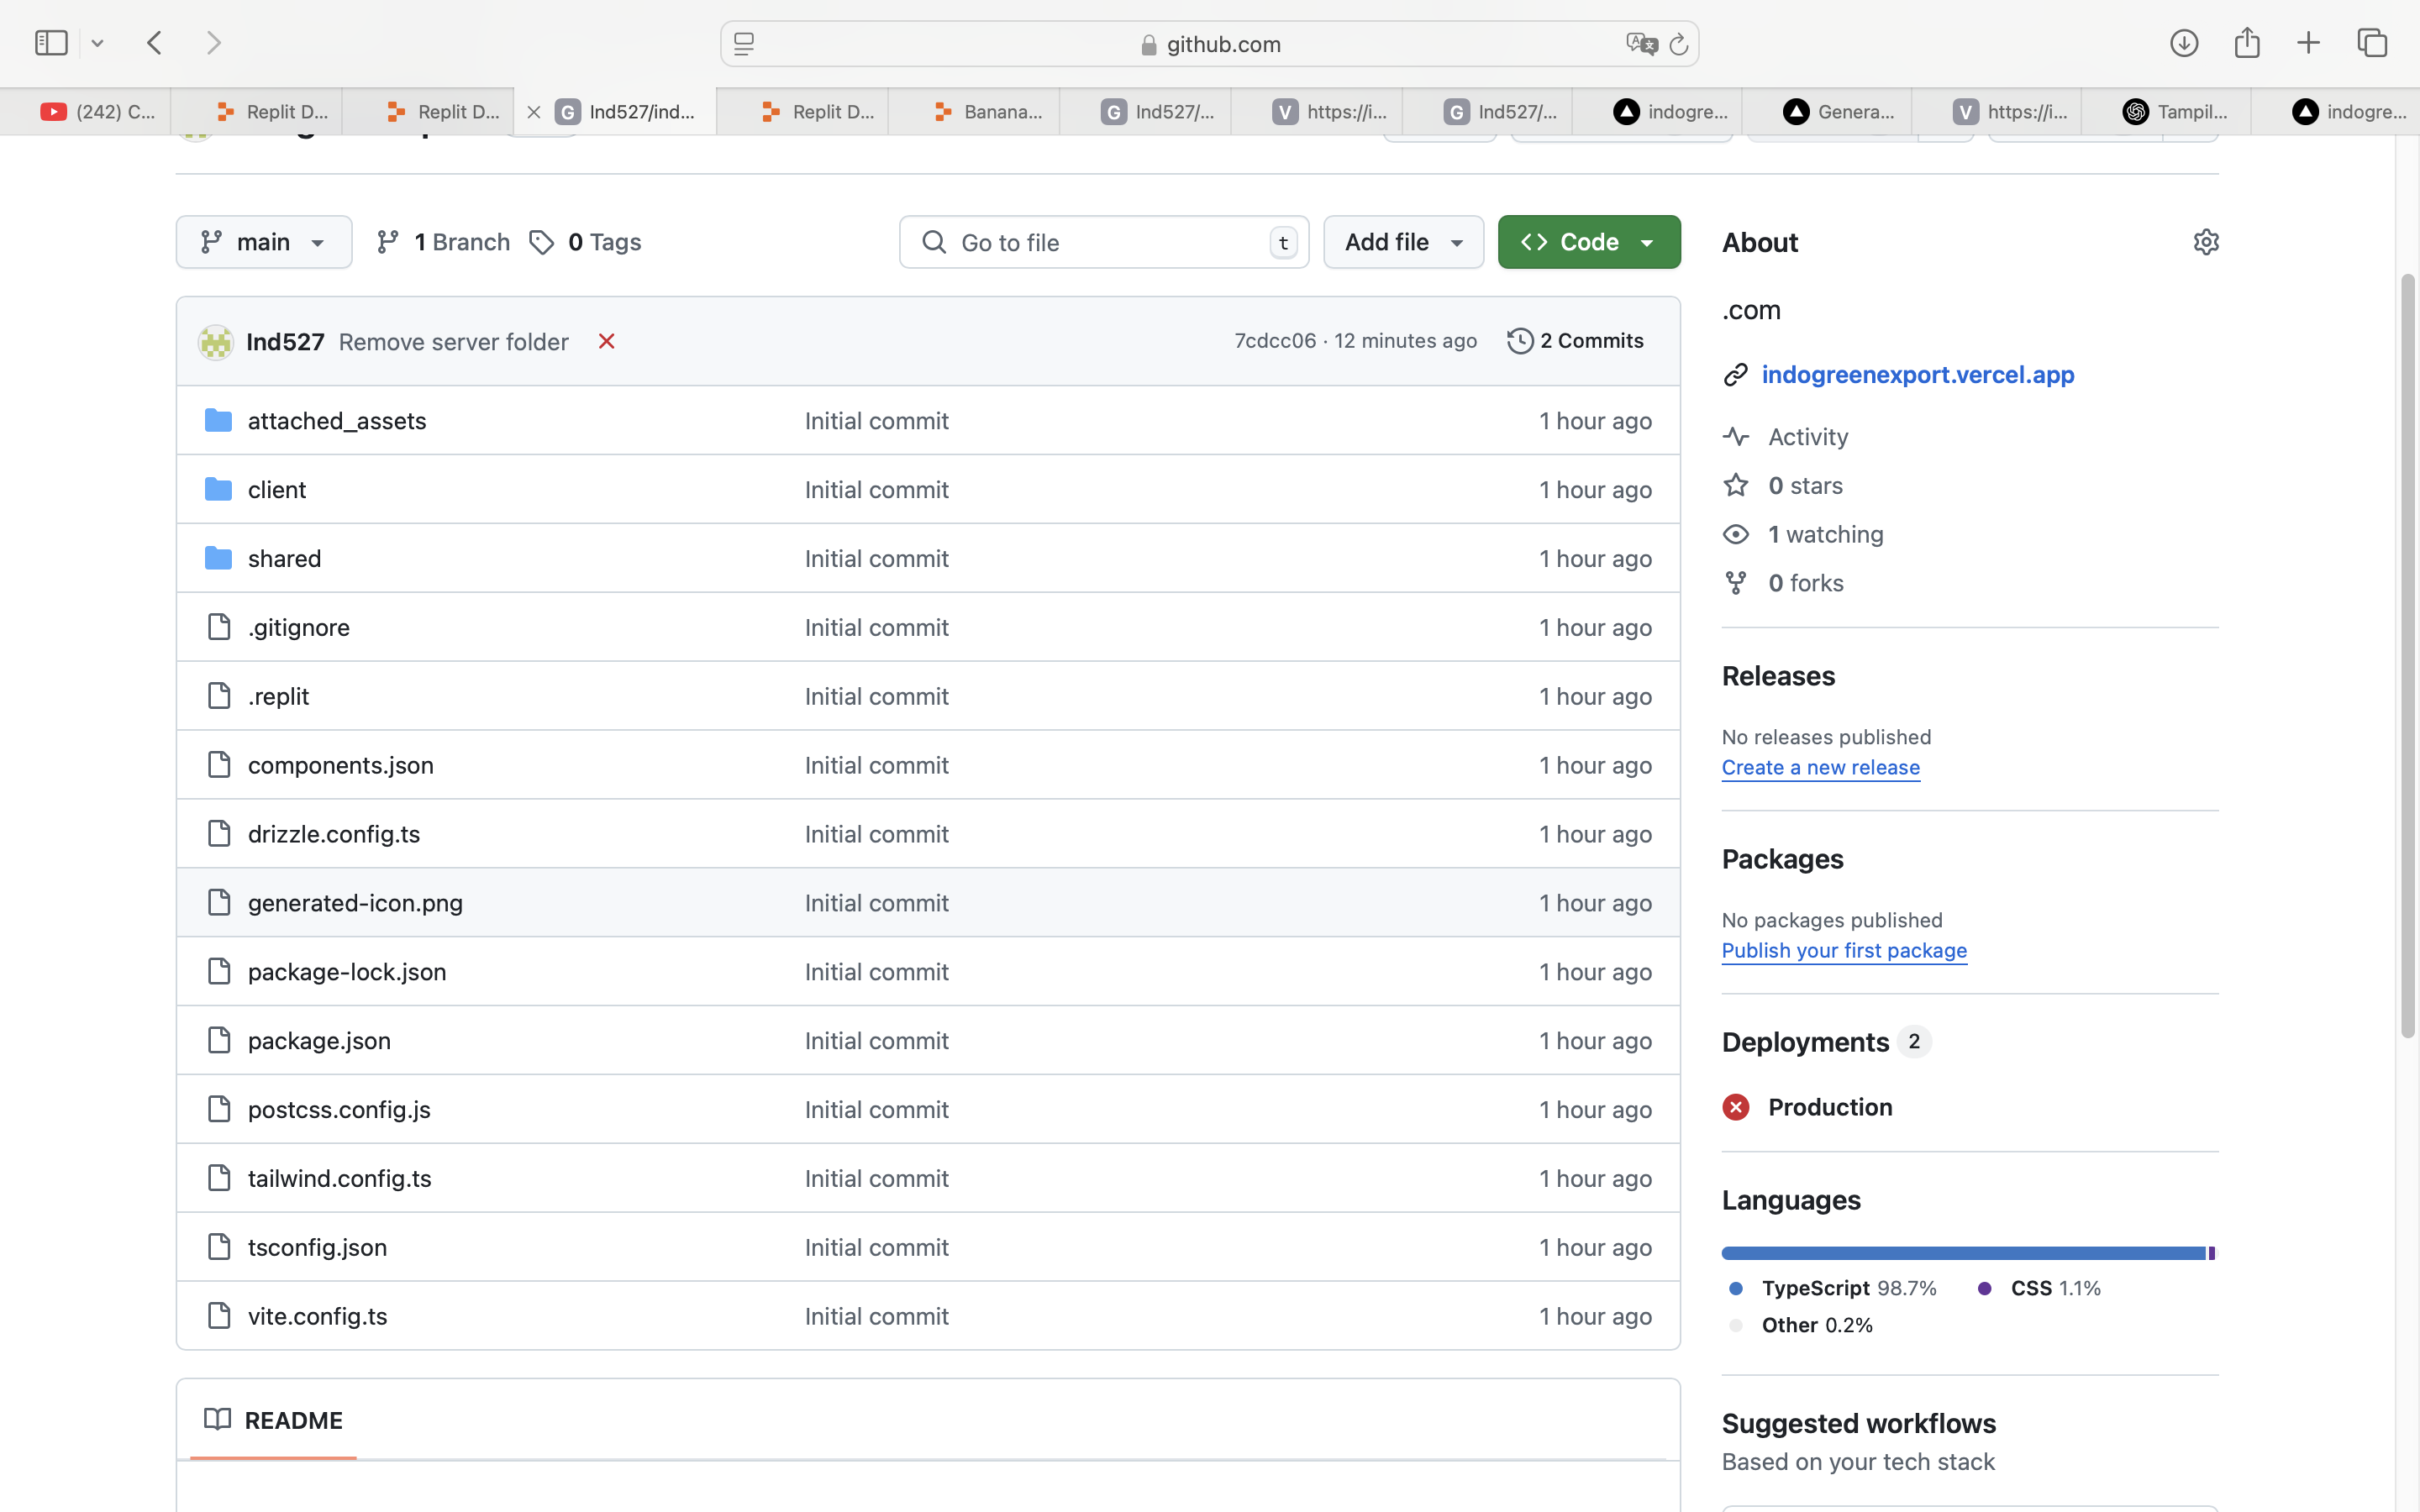 github.com
(242) C...
Replit D...
Replit D...
Ind527/ind...
Replit D...
Banana...
Ind527/...
https://i...
Ind527/...
indogre...
Genera...
https://i...
Tampil...
indogre...
main
1 Branch
0 Tags
Go to file
t
Add file
Code
Ind527 Remove server folder
7cdcc06 · 12 minutes ago
2 Commits
attached_assets Initial commit 1 hour ago
client Initial commit 1 hour ago
shared Initial commit 1 hour ago
.gitignore Initial commit 1 hour ago
.replit Initial commit 1 hour ago
components.json Initial commit 1 hour ago
drizzle.config.ts Initial commit 1 hour ago
generated-icon.png Initial commit 1 hour ago
package-lock.json Initial commit 1 hour ago
package.json Initial commit 1 hour ago
postcss.config.js Initial commit 1 hour ago
tailwind.config.ts Initial commit 1 hour ago
tsconfig.json Initial commit 1 hour ago
vite.config.ts Initial commit 1 hour ago
README
About
.com
indogreenexport.vercel.app
Activity
0 stars
1 watching
0 forks
Releases
No releases published
Create a new release
Packages
No packages published
Publish your first package
Deployments 2
Production
Languages
TypeScript 98.7%
CSS 1.1%
Other 0.2%
Suggested workflows
Based on your tech stack